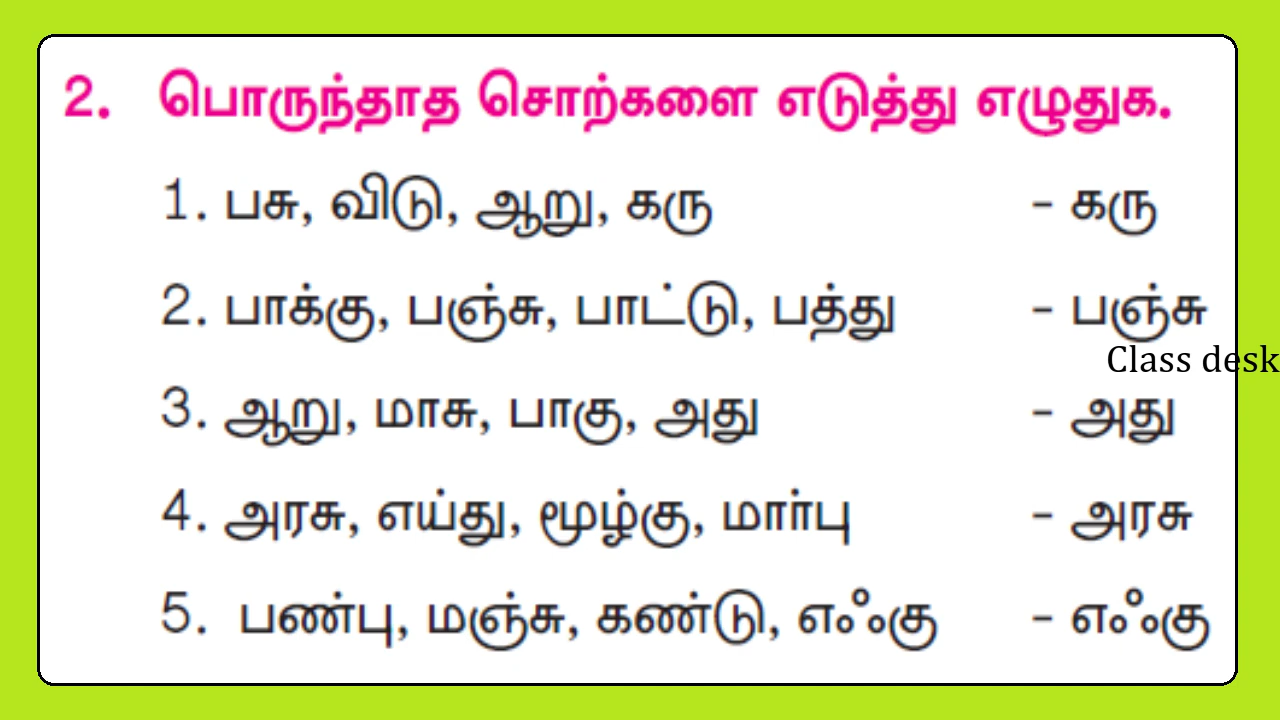 2. பொருந்தாத சொற்களை எடுத்து எழுதுக.
1. பசு, விடு, ஆறு, கரு - கரு
2. பாக்கு, பஞ்சு, பாட்டு, பத்து - பஞ்சு
Class desk
3. ஆறு, மாசு, பாகு, அது - அது
4. அரசு, எய்து, மூழ்கு, மார்பு - அரசு
5. பண்பு, மஞ்சு, கண்டு, எஃகு - எஃகு